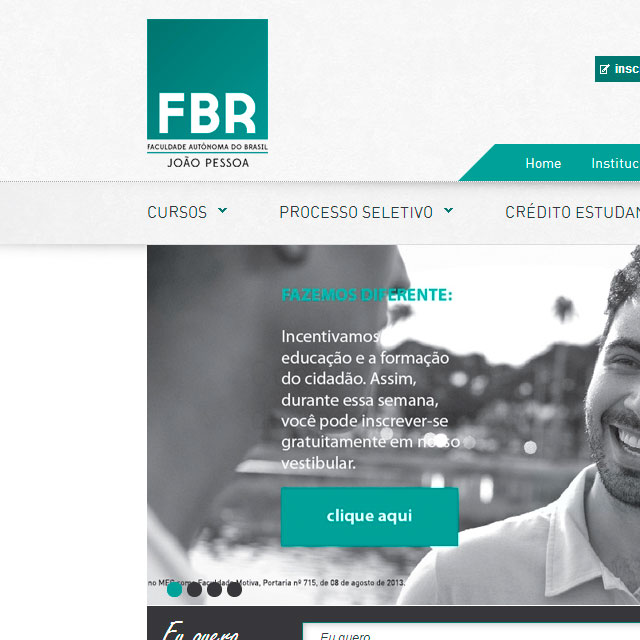 FBR
FACULDADE AUTÔNOMA DO BRASIL
JOÃO PESSOA
insc
Home Instituc
CURSOS PROCESSO SELETIVO CRÉDITO ESTUDAN
FAZEMOS DIFERENTE:
Incentivamos
educação e a formação
do cidadão. Assim,
durante essa semana,
você pode inscrever-se
gratuitamente em nosso
vestibular.
clique aqui
no MEC como Faculdade Motiva, Portaria nº 715, de 08 de agosto de 2013.
Eu quero
Eu quero